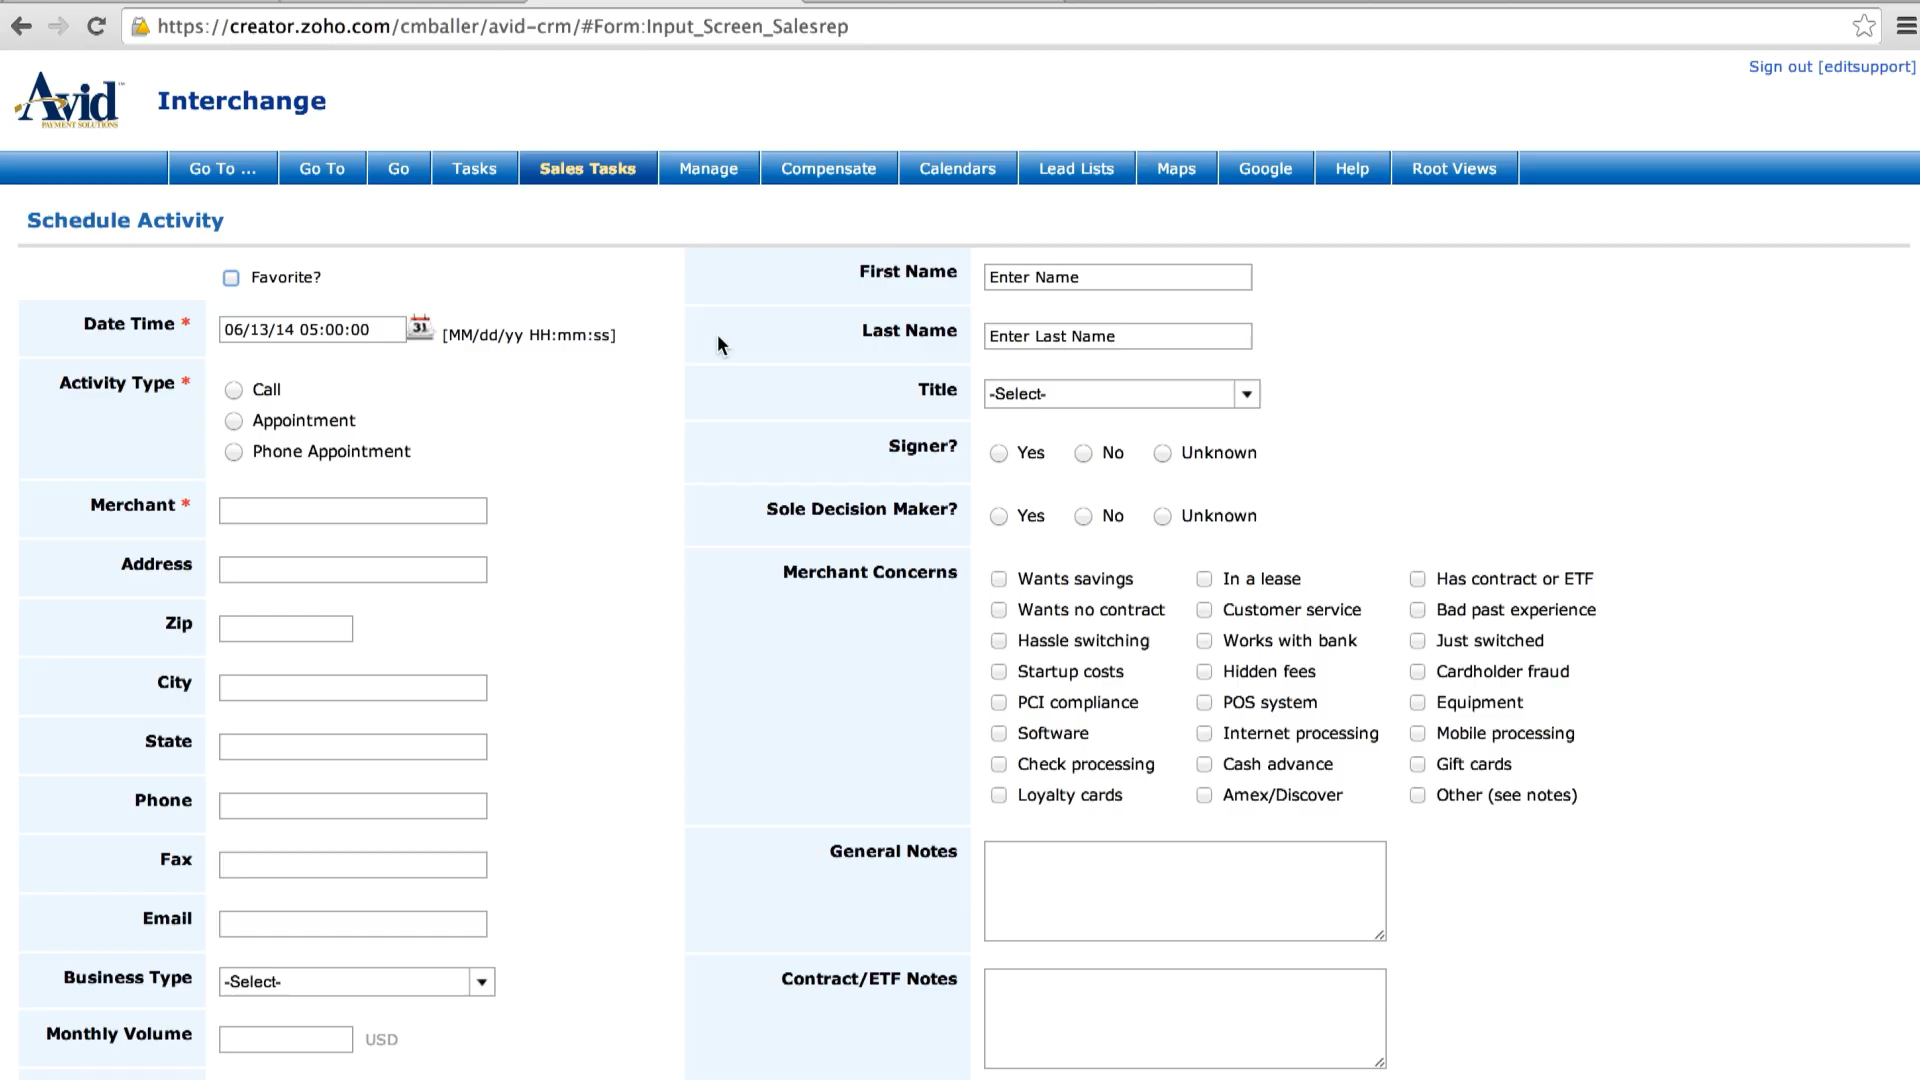 https://creator.zoho.com/cmballer/avid-crm/#Form:Input_Screen_Salesrep
Sign out [editsupport]
Avid™
PAYMENT SOLUTIONS
Interchange
Go To ... Go To Go Tasks Sales Tasks Manage Compensate Calendars Lead Lists Maps Google Help Root Views
Schedule Activity
Favorite?
Date Time * 06/13/14 05:00:00 31 [MM/dd/yy HH:mm:ss]
Activity Type * Call
Appointment
Phone Appointment
Merchant *
Address
Zip
City
State
Phone
Fax
Email
Business Type -Select-
Monthly Volume USD
First Name Enter Name
Last Name Enter Last Name
Title -Select-
Signer? Yes No Unknown
Sole Decision Maker? Yes No Unknown
Merchant Concerns Wants savings In a lease Has contract or ETF
Wants no contract Customer service Bad past experience
Hassle switching Works with bank Just switched
Startup costs Hidden fees Cardholder fraud
PCI compliance POS system Equipment
Software Internet processing Mobile processing
Check processing Cash advance Gift cards
Loyalty cards Amex/Discover Other (see notes)
General Notes
Contract/ETF Notes